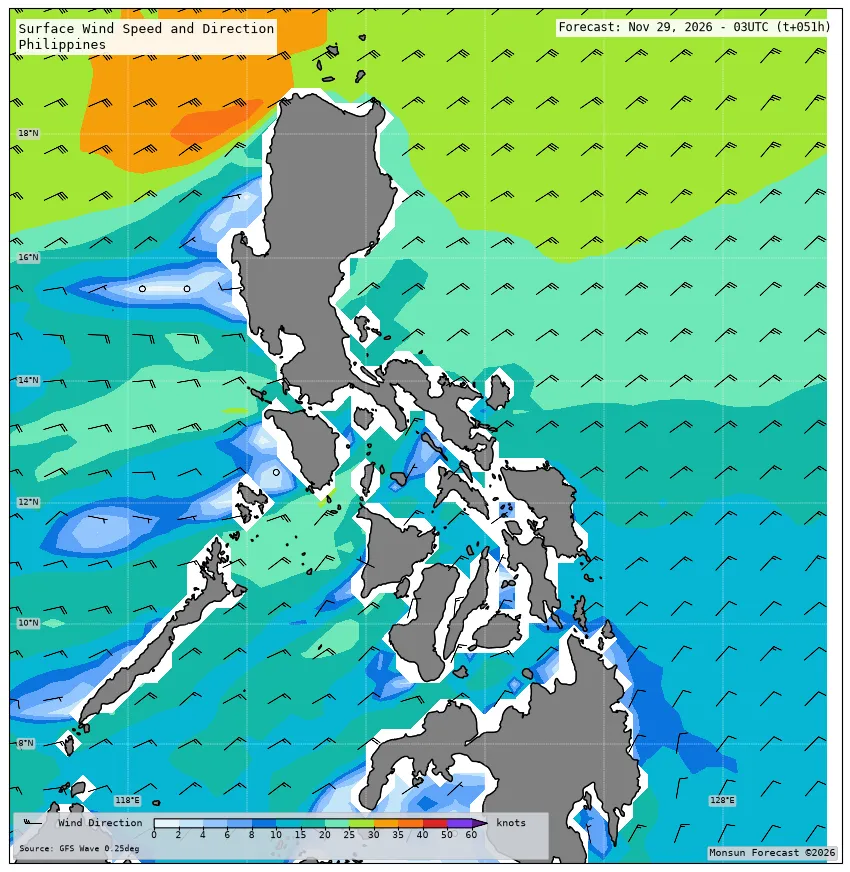 Surface Wind Speed and Direction
Philippines
Forecast: Nov 29, 2026 - 03UTC (t+051h)
18°N
16°N
14°N
12°N
10°N
8°N
118°E
128°E
Wind Direction
0 2 4 6 8 10 15 20 25 30 35 40 50 60
knots
Source: GFS Wave 0.25deg
Monsun Forecast ©2026